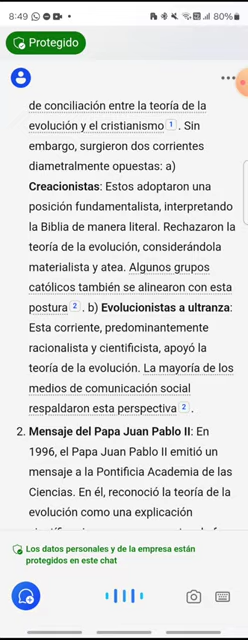 8:49
80%
Protegido
de conciliación entre la teoría de la
evolución y el cristianismo 1 . Sin
embargo, surgieron dos corrientes
diametralmente opuestas: a)
Creacionistas: Estos adoptaron una
posición fundamentalista, interpretando
la Biblia de manera literal. Rechazaron la
teoría de la evolución, considerándola
materialista y atea. Algunos grupos
católicos también se alinearon con esta
postura 2 . b) Evolucionistas a ultranza:
Esta corriente, predominantemente
racionalista y cientificista, apoyó la
teoría de la evolución. La mayoría de los
medios de comunicación social
respaldaron esta perspectiva 2 .
2. Mensaje del Papa Juan Pablo II: En
1996, el Papa Juan Pablo II emitió un
mensaje a la Pontificia Academia de las
Ciencias. En él, reconoció la teoría de la
evolución como una explicación
Los datos personales y de la empresa están
protegidos en este chat